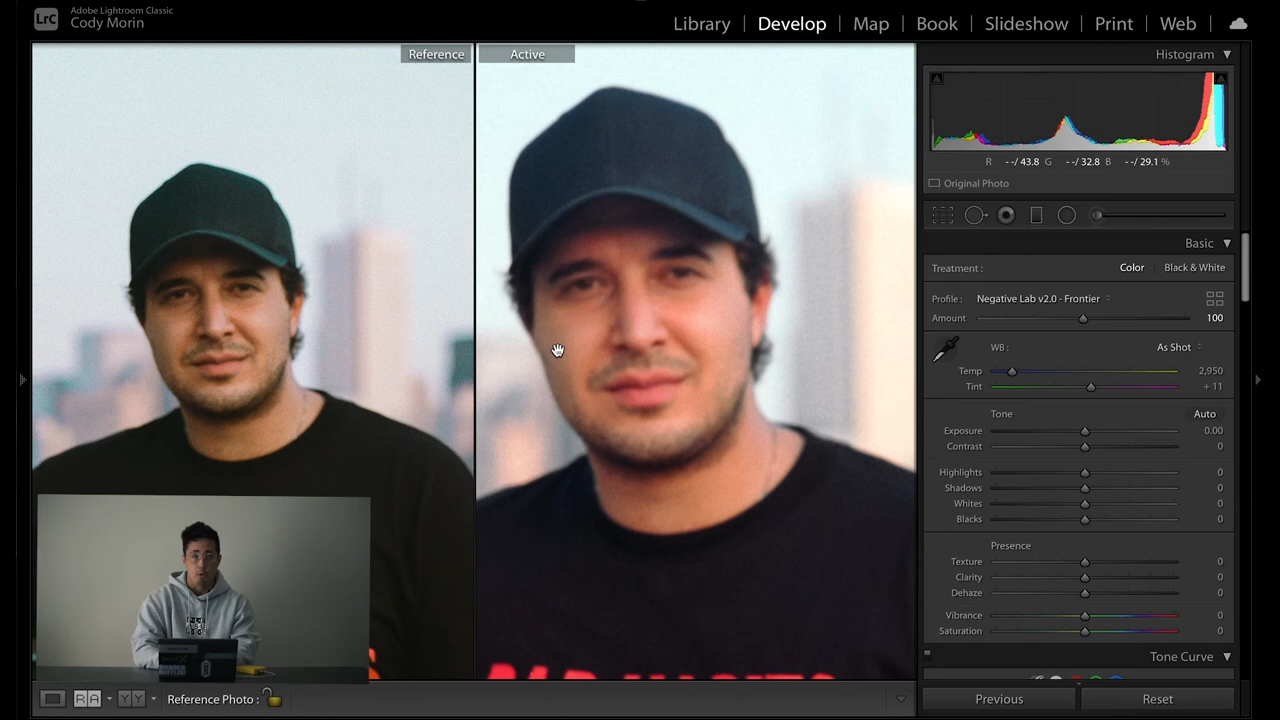 LrC
Adobe Lightroom Classic
Cody Morin
Library
Develop
Map
Book
Slideshow
Print
Web
Reference
Active
Histogram
R --/ 43.8 G --/ 32.8 B --/ 29.1 %
Original Photo
Basic
Treatment :
Color
Black & White
Profile :
Negative Lab v2.0 - Frontier
Amount
100
WB :
As Shot
Temp
2,950
Tint
+ 11
Tone
Auto
Exposure
0.00
Contrast
0
Highlights
0
Shadows
0
Whites
0
Blacks
0
Presence
Texture
0
Clarity
0
Dehaze
0
Vibrance
0
Saturation
0
Tone Curve
R A
Y Y
Reference Photo :
Previous
Reset